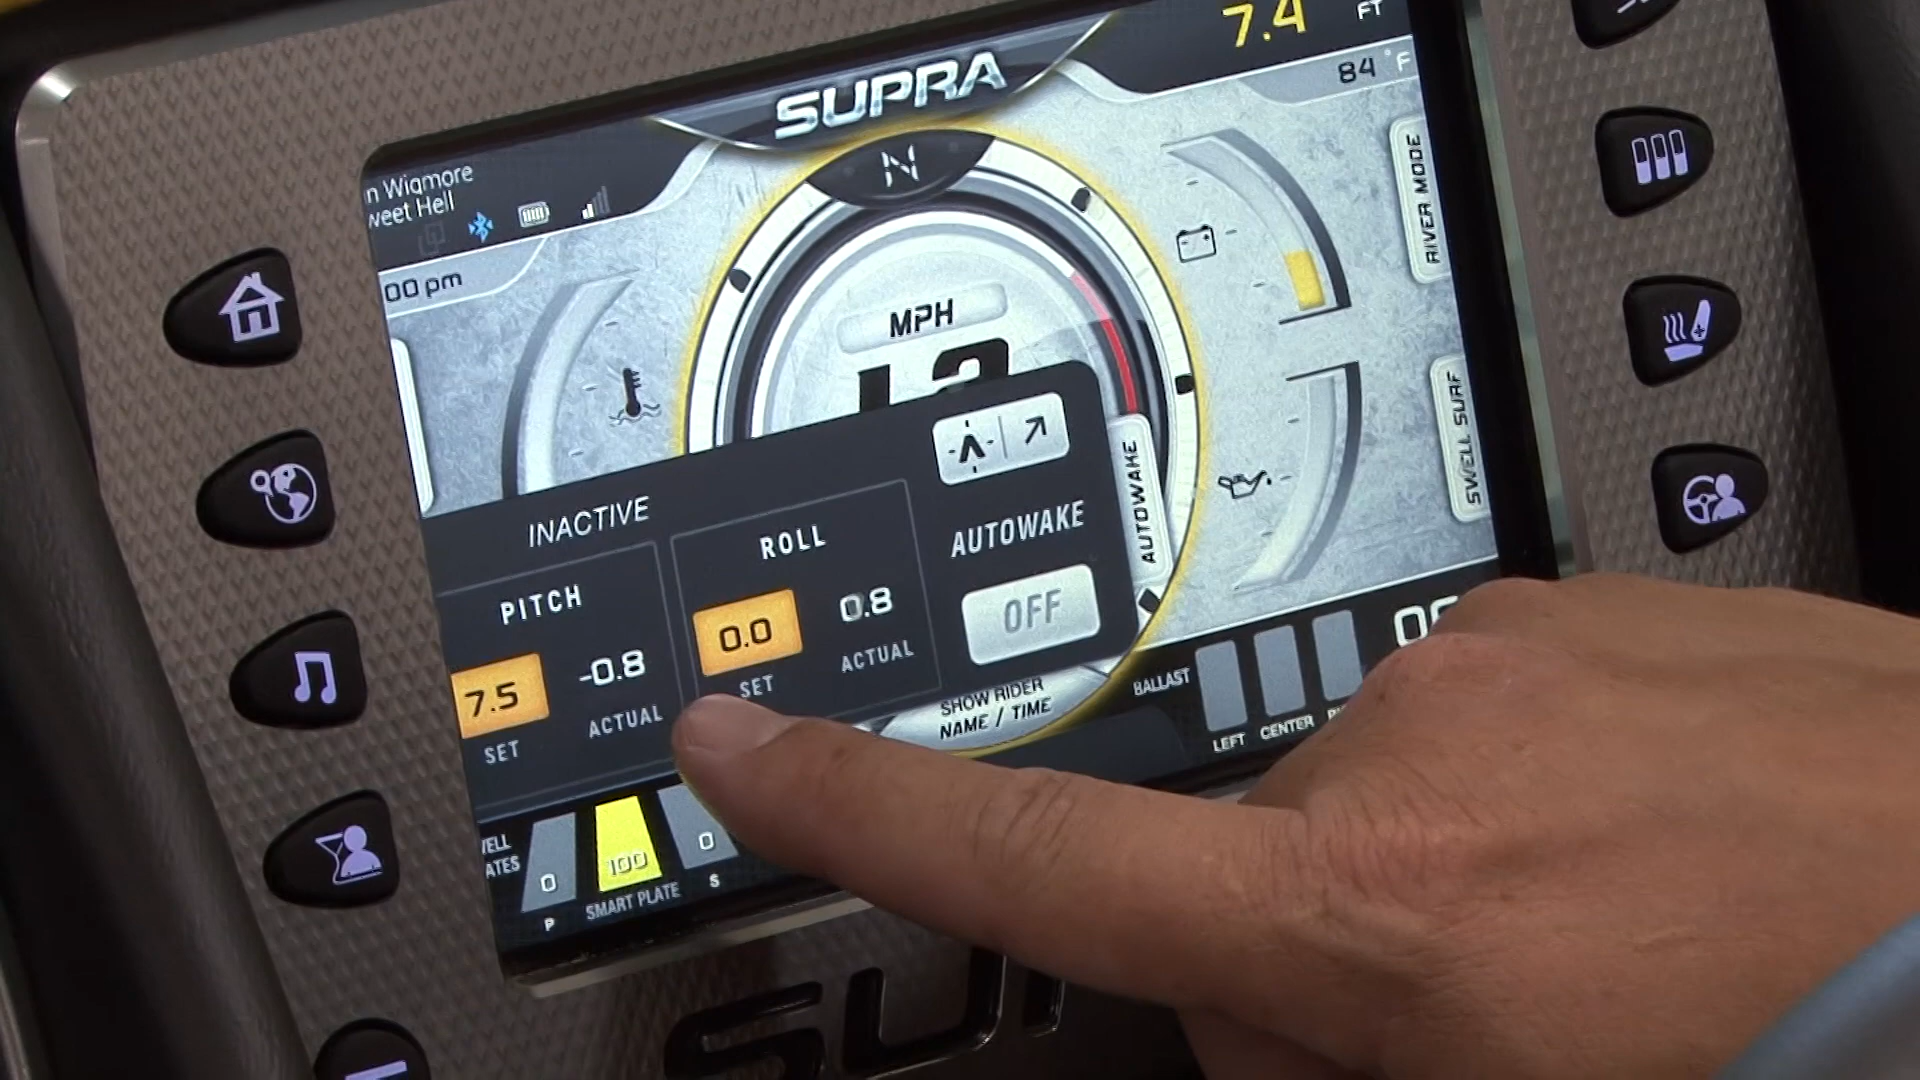 7.4 FT
SUPRA
84 °F
n Wigmore
weet Hell
00 pm
N
MPH
RIVER MODE
SWELL SURF
AUTOWAKE
INACTIVE
PITCH
7.5
SET
-0.8
ACTUAL
ROLL
0.0
SET
0.8
ACTUAL
AUTOWAKE
OFF
SHOW RIDER
NAME / TIME
BALLAST
LEFT
CENTER
ELL
ATES
0
P
100
SMART PLATE
0
S